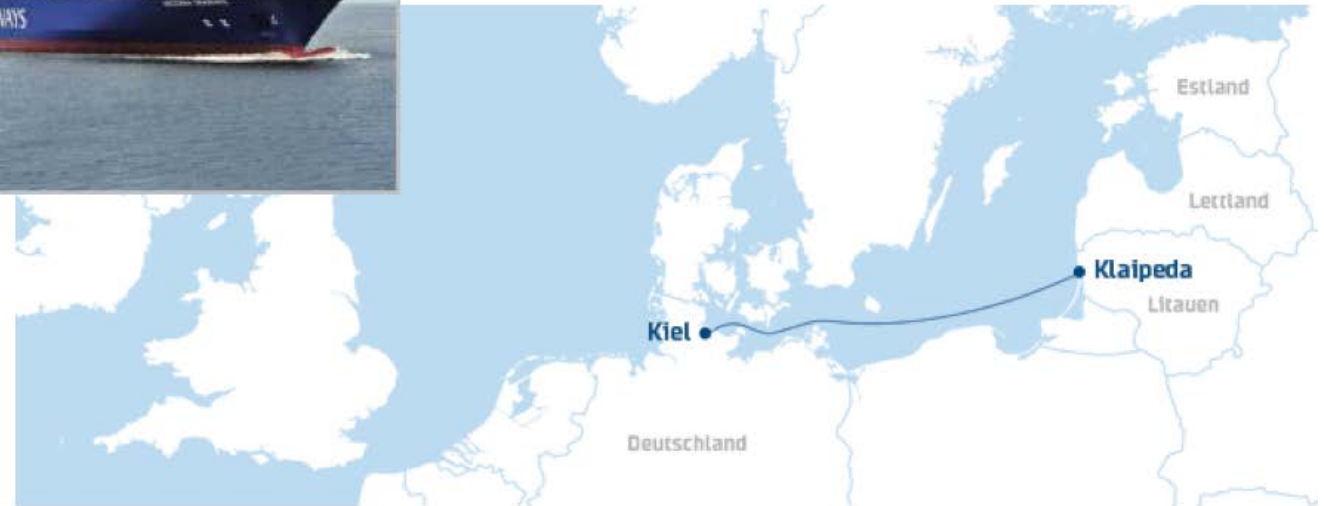 WAYS
Estland
Lettland
Klaipeda
Litauen
Kiel
Deutschland